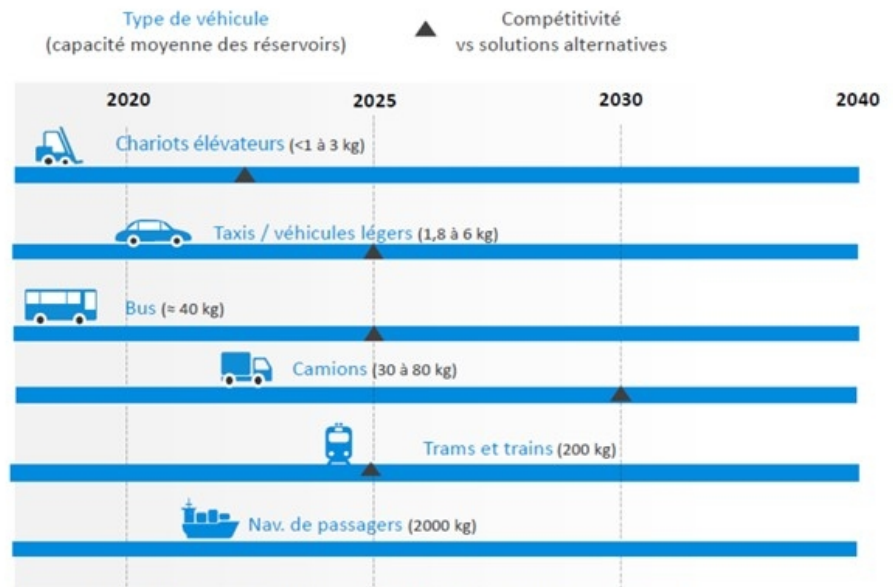 Type de véhicule
(capacité moyenne des réservoirs)
Compétitivité
vs solutions alternatives
2020 2025 2030 2040
Chariots élévateurs (<1 à 3 kg)
Taxis / véhicules légers (1,8 à 6 kg)
Bus (≈ 40 kg)
Camions (30 à 80 kg)
Trams et trains (200 kg)
Nav. de passagers (2000 kg)